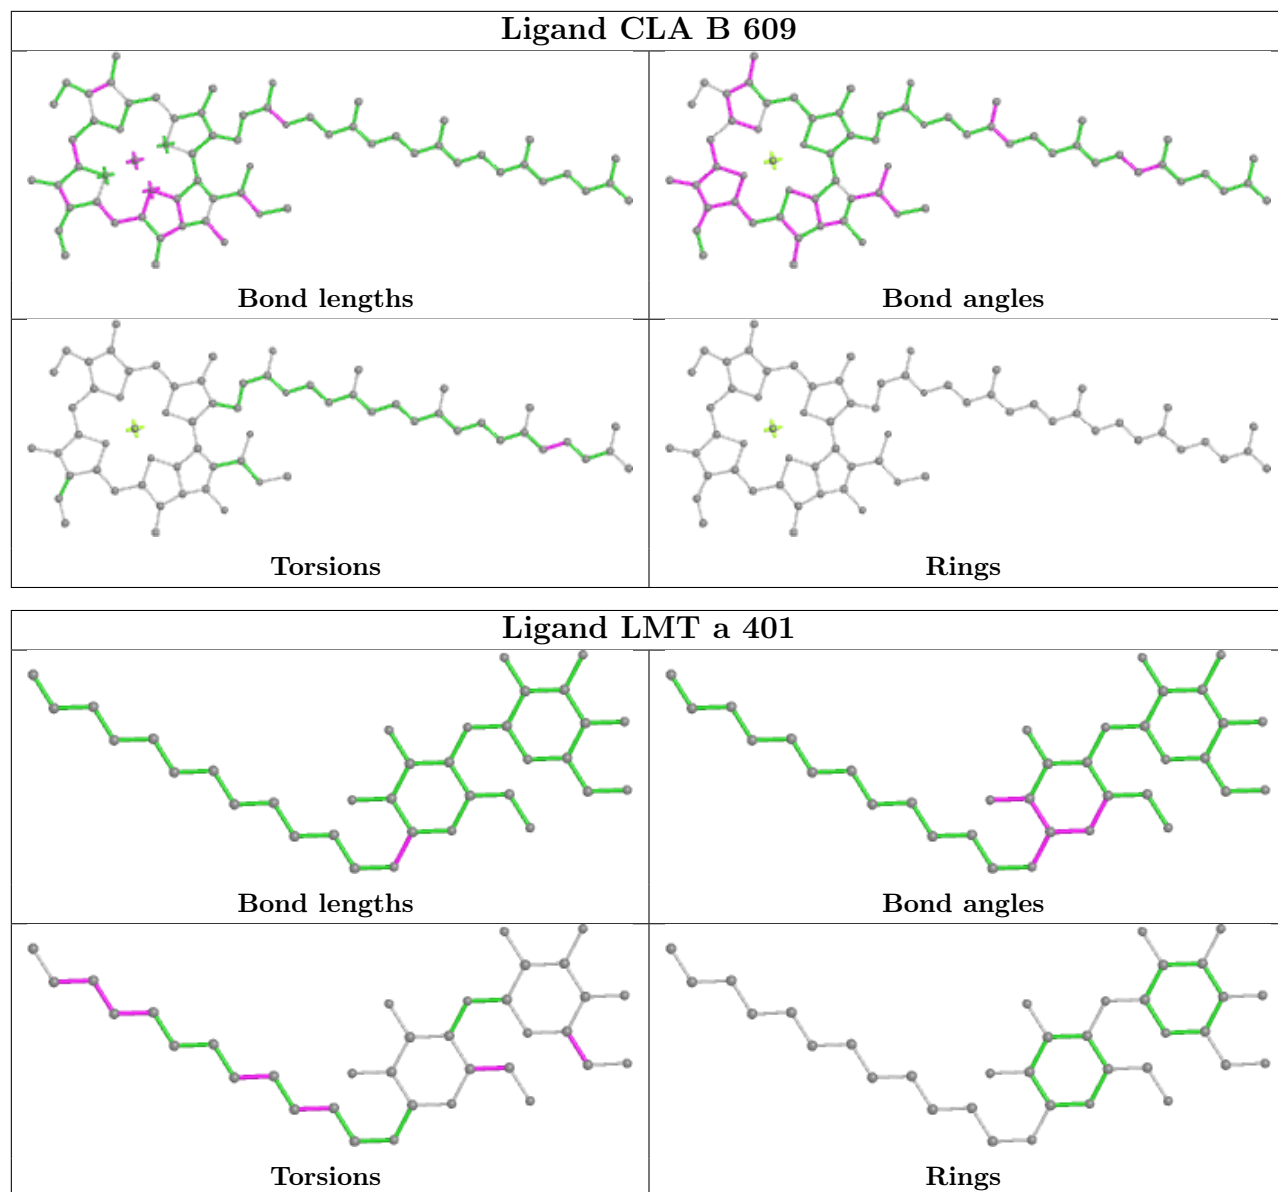 Ligand CLA B 609
Bond lengths
Bond angles
Torsions
Rings
Ligand LMT a 401
Bond lengths
Bond angles
Torsions
Rings